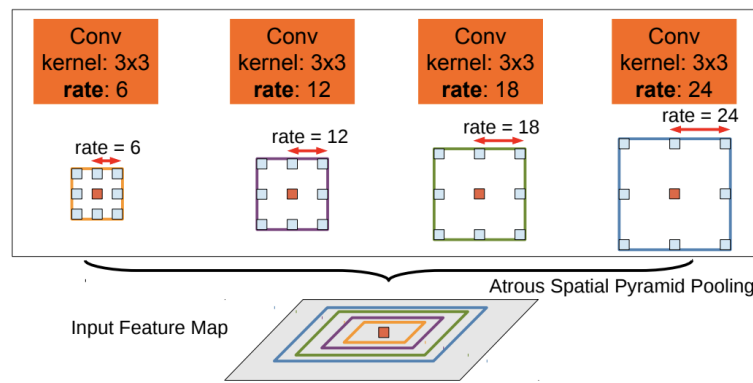 Conv
kernel: 3x3
rate: 6
Conv
kernel: 3x3
rate: 12
Conv
kernel: 3x3
rate: 18
Conv
kernel: 3x3
rate: 24
rate = 6
rate = 12
rate = 18
rate = 24
Atrous Spatial Pyramid Pooling
Input Feature Map